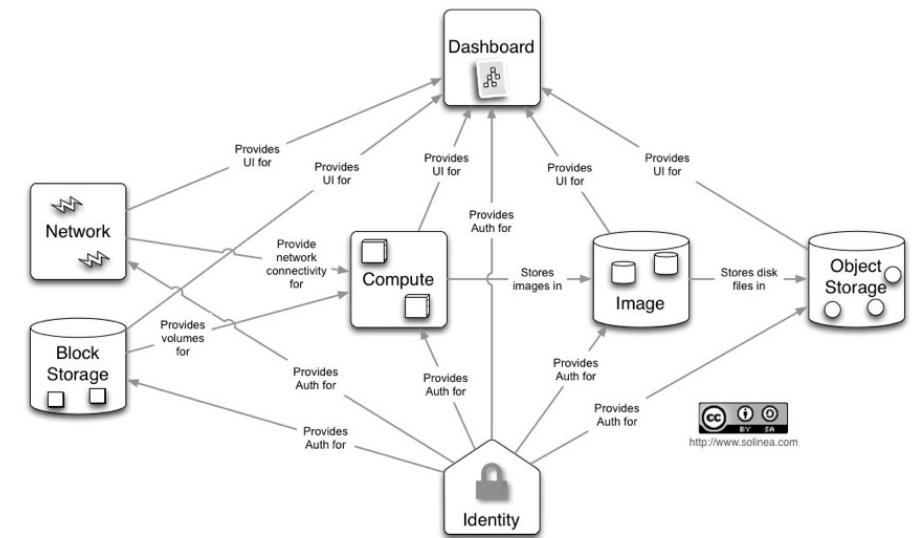 Dashboard
Provides
UI for
Provides
UI for
Provides
UI for
Provides
UI for
Provides
UI for
Provides
Auth for
Network
Provide
network
connectivity
for
Compute
Stores
images in
Image
Stores disk
files in
Object
Storage
Block
Storage
Provides
volumes
for
Provides
Auth for
Provides
Auth for
Provides
Auth for
Provides
Auth for
Provides
Auth for
Identity
cc
BY SA
http://www.solinea.com